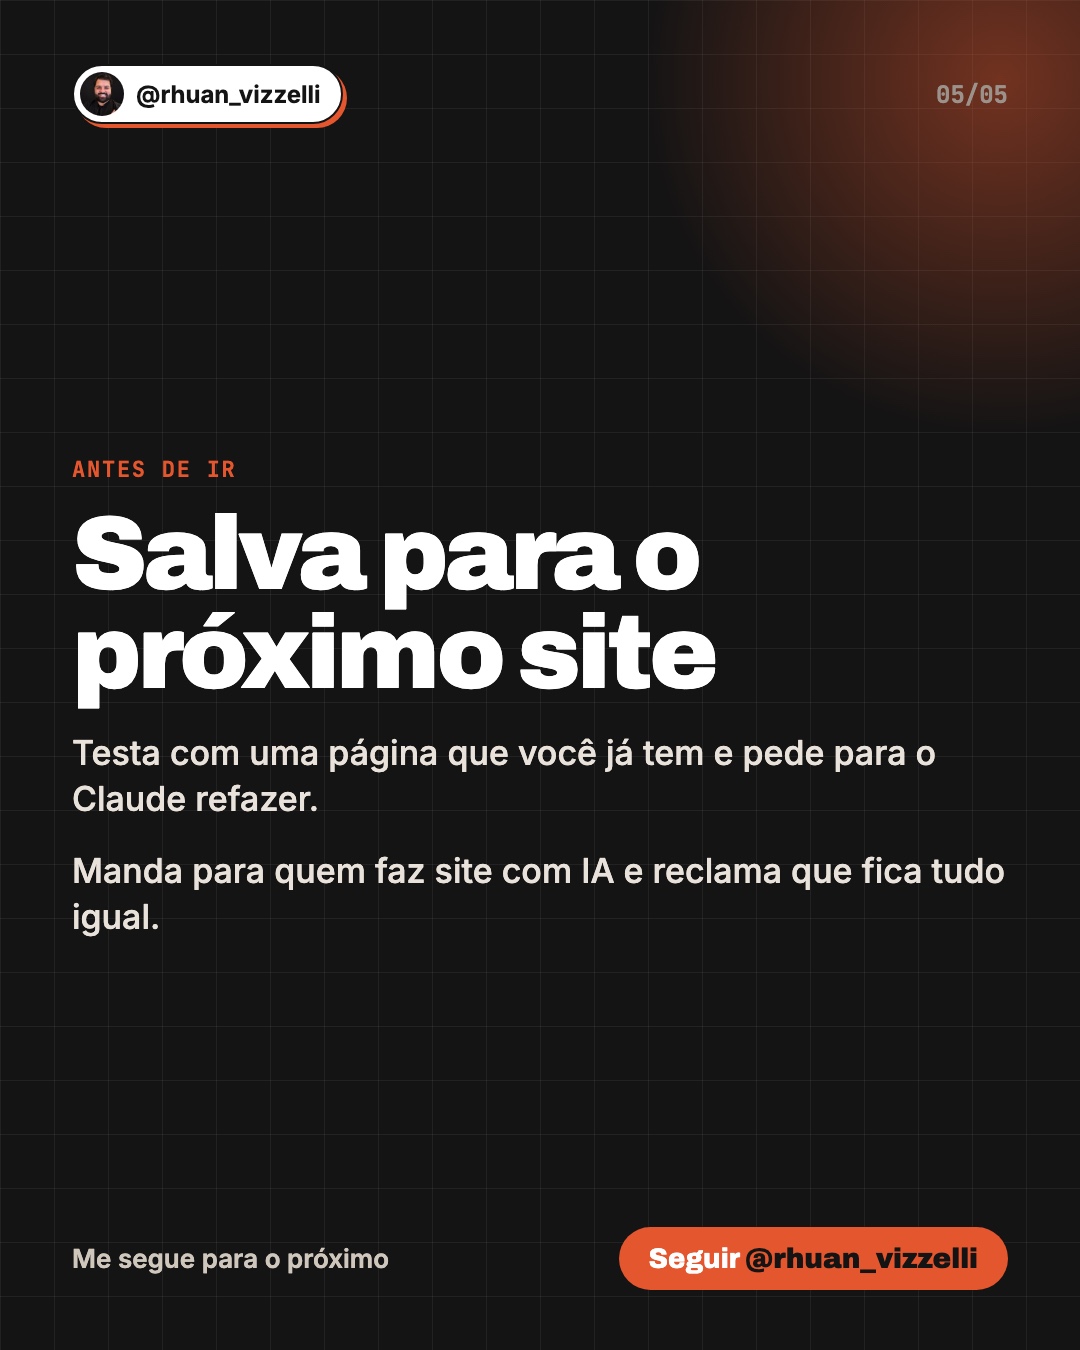 @rhuan_vizzelli
05/05
ANTES DE IR
Salva para o
próximo site
Testa com uma página que você já tem e pede para o
Claude refazer.
Manda para quem faz site com IA e reclama que fica tudo
igual.
Me segue para o próximo
Seguir @rhuan_vizzelli